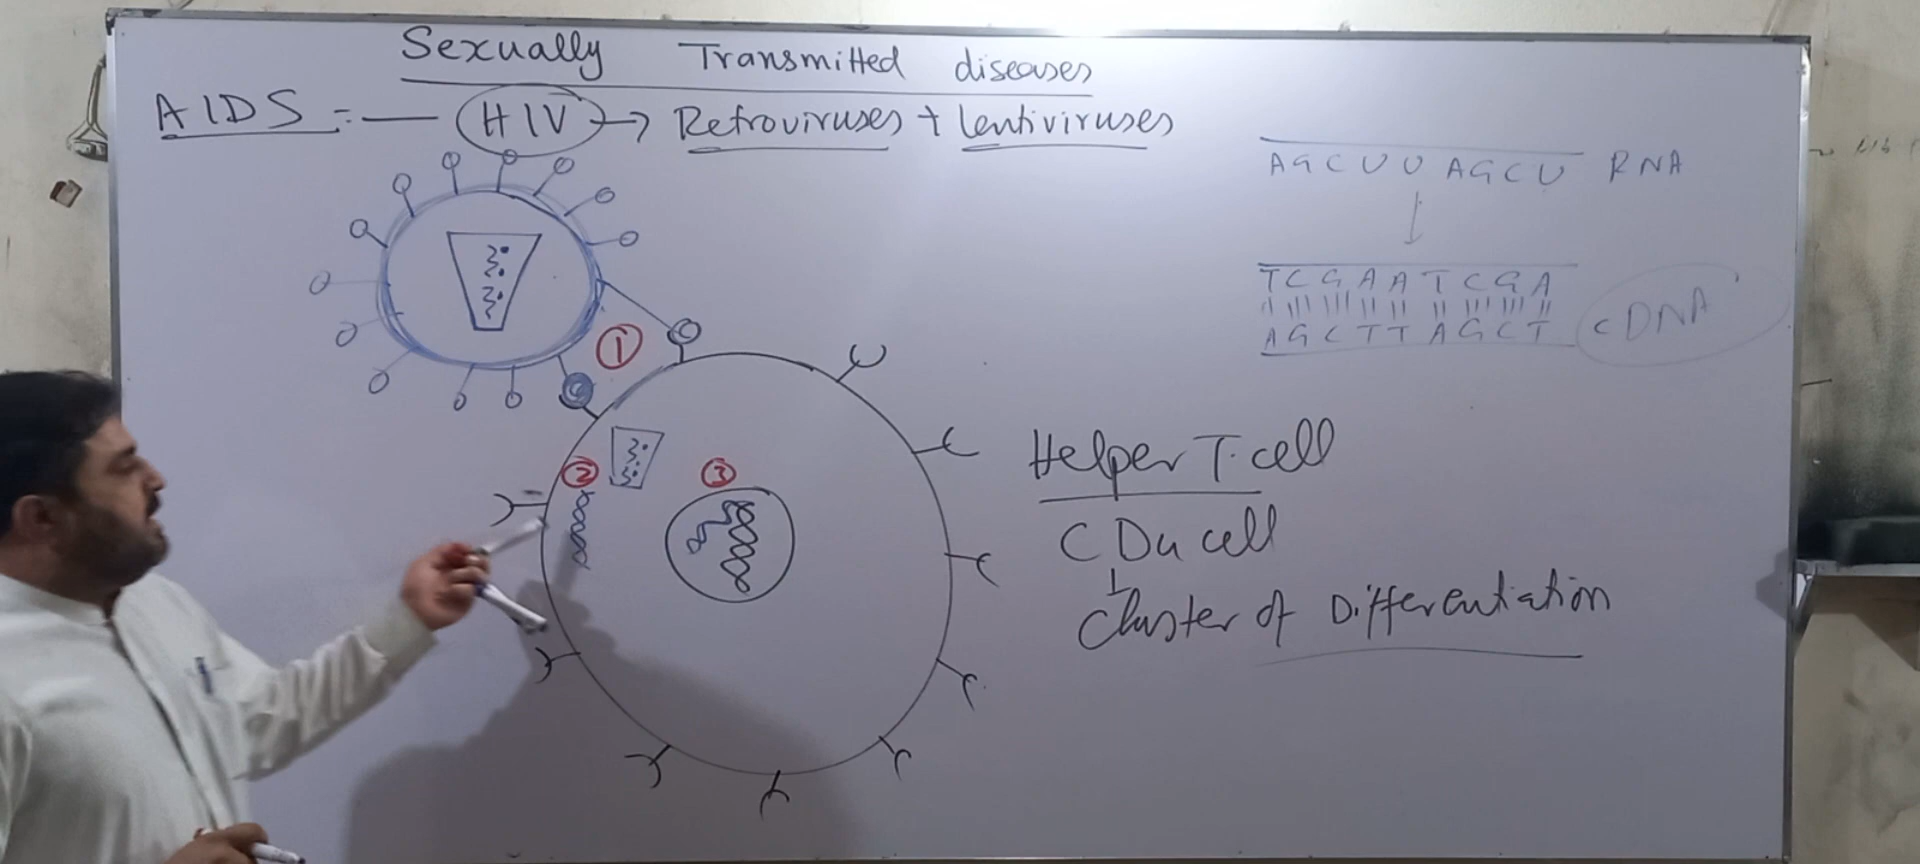 Sexually Transmitted diseases
AIDS :— HIV → Retroviruses + Lentiviruses
AGCUU AGCU RNA
TCGAATCGA
AGCTTAGCT cDNA
1
2
3
Helper T.cell
CD4 cell
Cluster of Differentiation